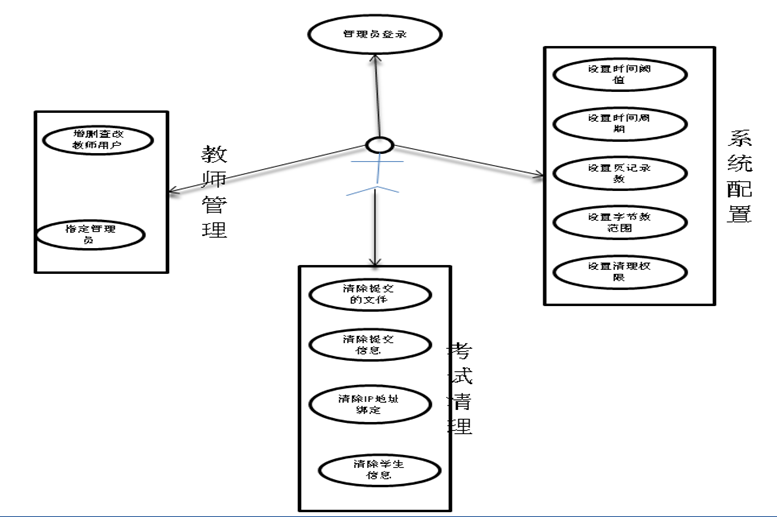 管理员登录
增删查改
教师用户
指定管理
员
教师管理
清除提交
的文件
清除提交
信息
清除IP地址
绑定
清除学生
信息
考试清理
设置时间阈
值
设置时间周
期
设置页记录
数
设置字节数
范围
设置清理权
限
系统配置